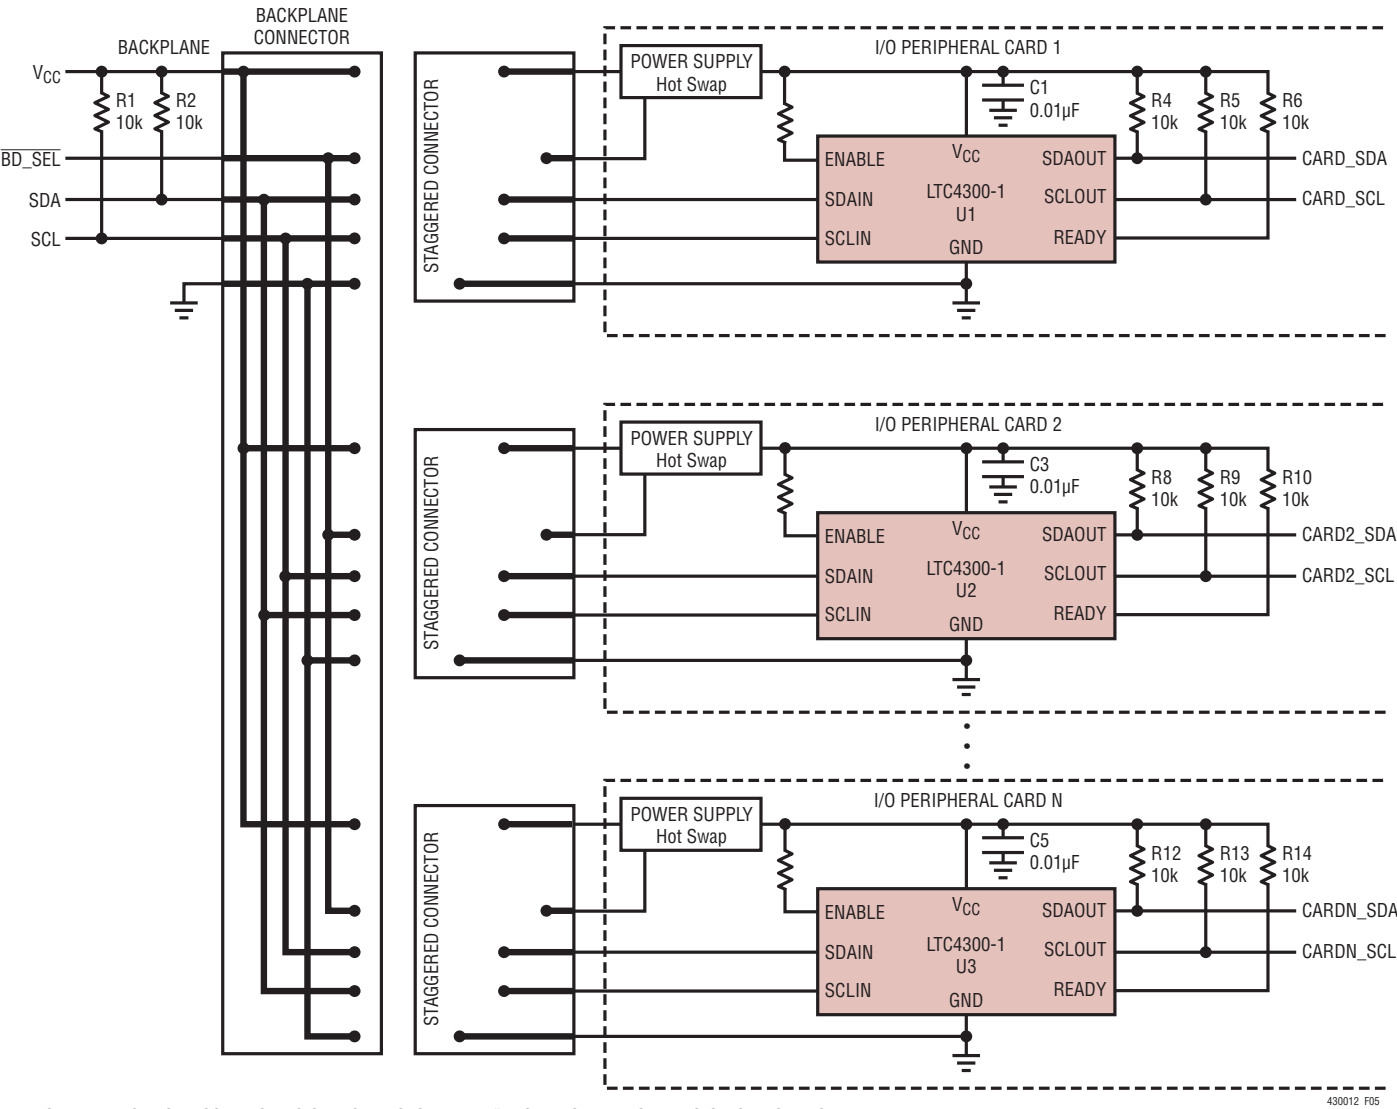 BACKPLANE
CONNECTOR
BACKPLANE
VCC
R1
10k
R2
10k
BD_SEL
SDA
SCL
STAGGERED CONNECTOR
POWER SUPPLY
Hot Swap
I/O PERIPHERAL CARD 1
C1
0.01µF
R4
10k
R5
10k
R6
10k
ENABLE
VCC
SDAOUT
CARD_SDA
SDAIN
LTC4300-1
U1
SCLOUT
CARD_SCL
SCLIN
GND
READY
STAGGERED CONNECTOR
POWER SUPPLY
Hot Swap
I/O PERIPHERAL CARD 2
C3
0.01µF
R8
10k
R9
10k
R10
10k
ENABLE
VCC
SDAOUT
CARD2_SDA
SDAIN
LTC4300-1
U2
SCLOUT
CARD2_SCL
SCLIN
GND
READY
STAGGERED CONNECTOR
POWER SUPPLY
Hot Swap
I/O PERIPHERAL CARD N
C5
0.01µF
R12
10k
R13
10k
R14
10k
ENABLE
VCC
SDAOUT
CARDN_SDA
SDAIN
LTC4300-1
U3
SCLOUT
CARDN_SCL
SCLIN
GND
READY
430012 F05